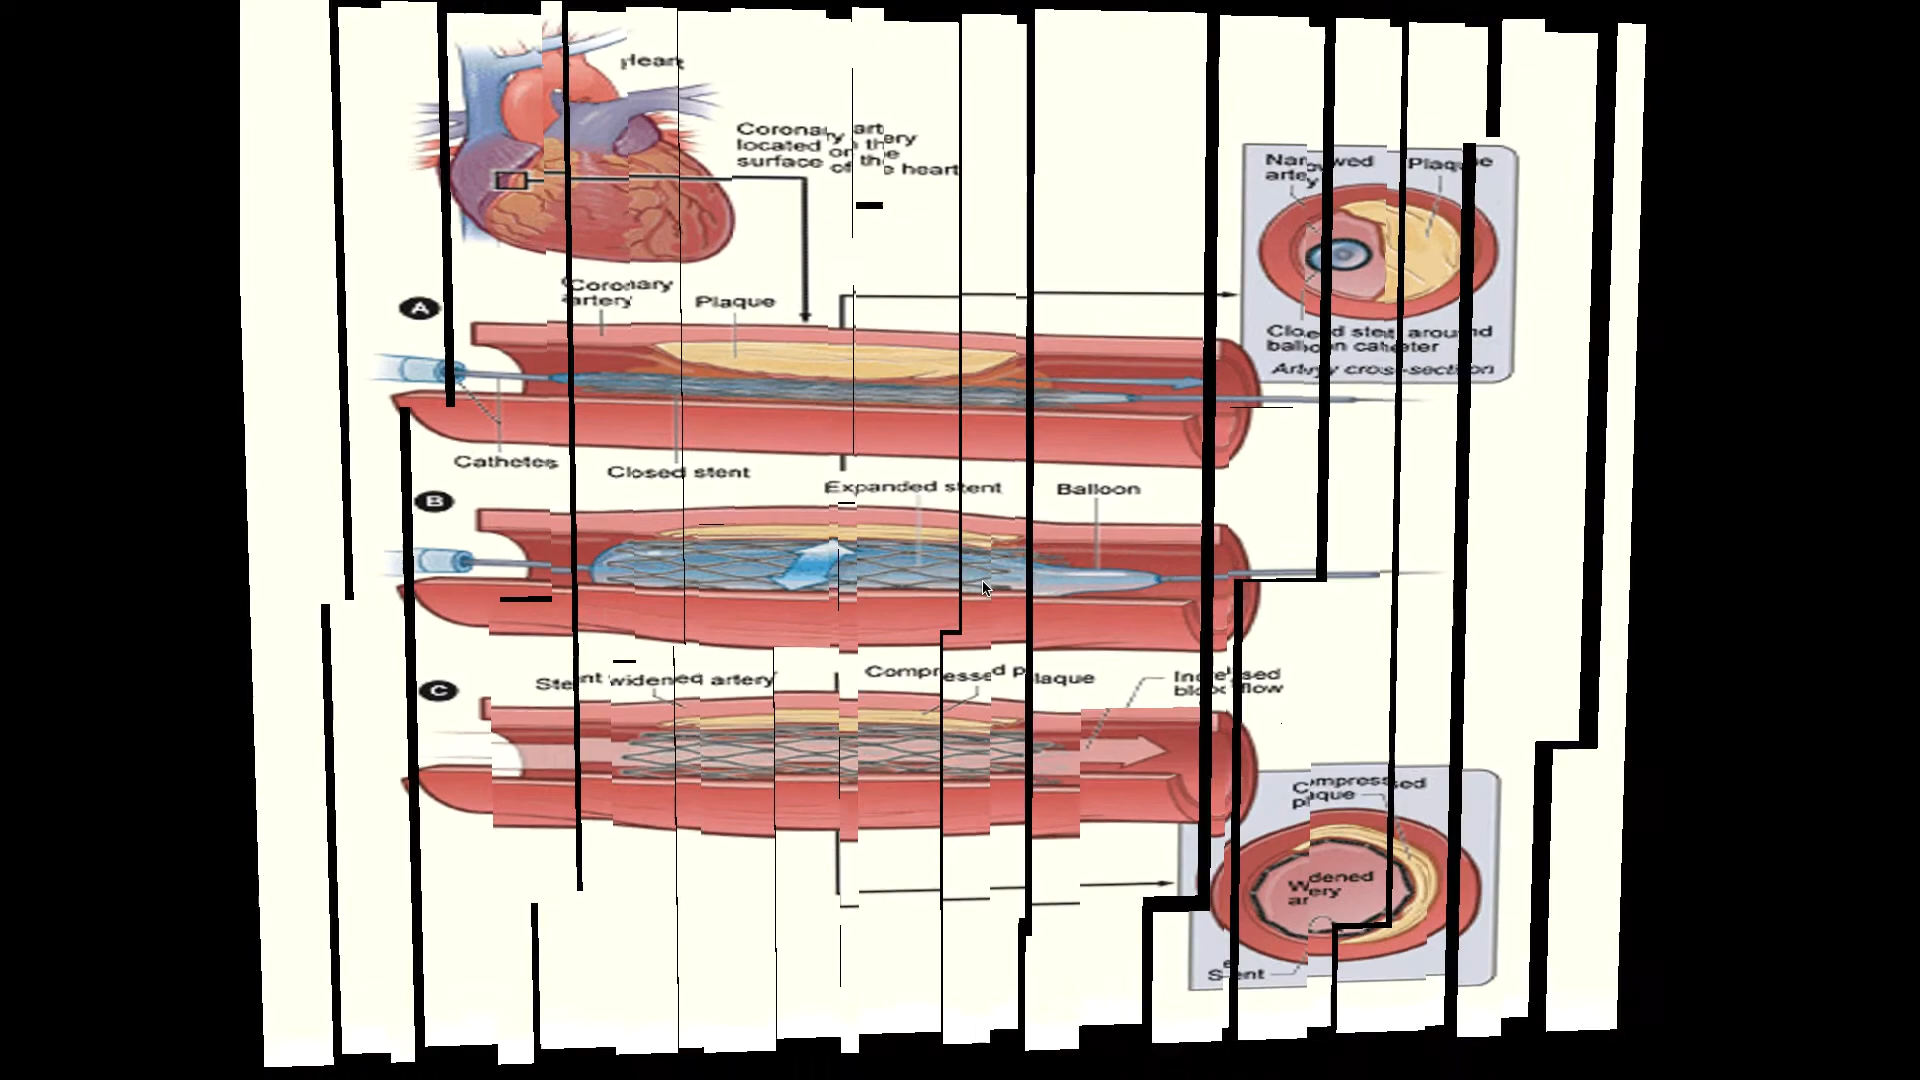 Heart
Coronary artery
located on the
surface of the heart
Narrowed
artery
Plaque
Coronary
artery
Plaque
A
Closed stent around
balloon catheter
Artery cross-section
Closed stent
Expanded stent
Balloon
B
Stent widened artery
Compressed plaque
Increased
blood flow
C
Compressed
plaque
Widened
artery
Stent